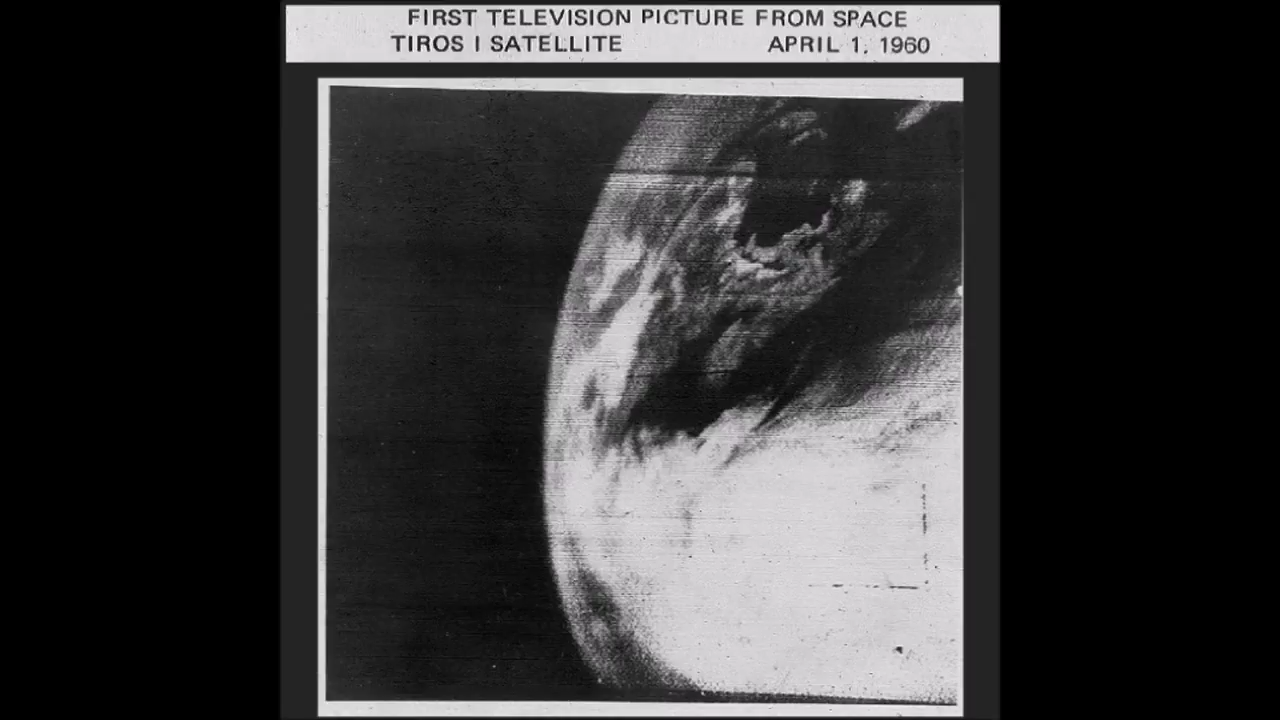 FIRST TELEVISION PICTURE FROM SPACE
TIROS I SATELLITE APRIL 1, 1960